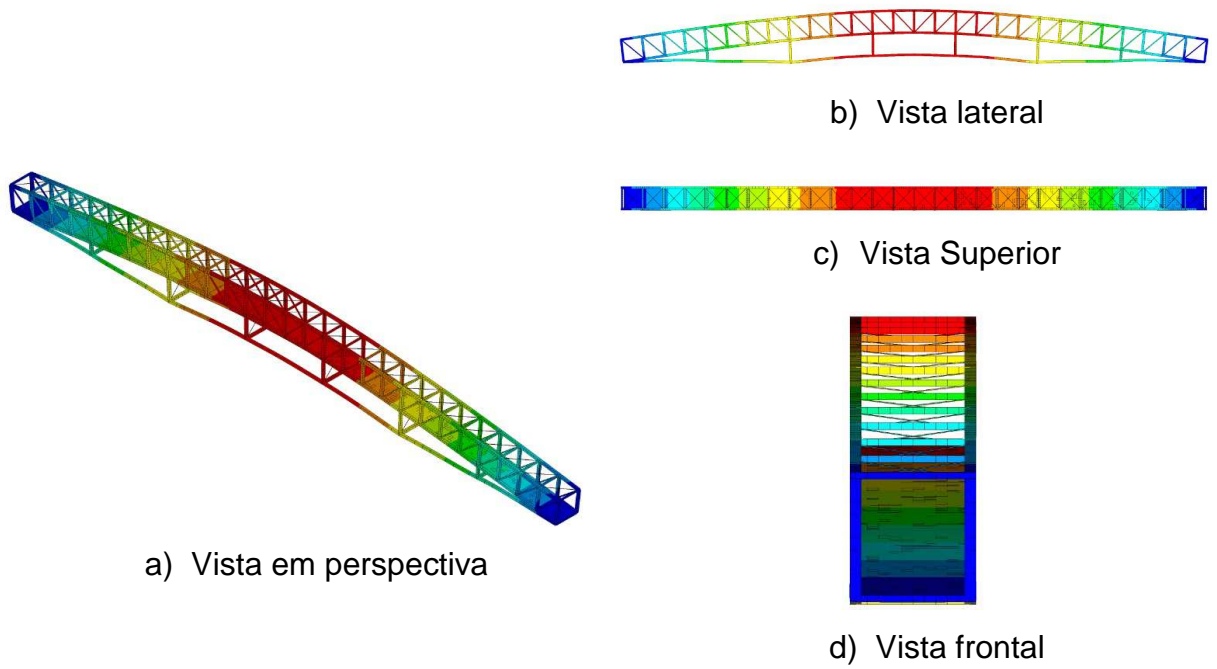 b) Vista lateral
c) Vista Superior
a) Vista em perspectiva
d) Vista frontal